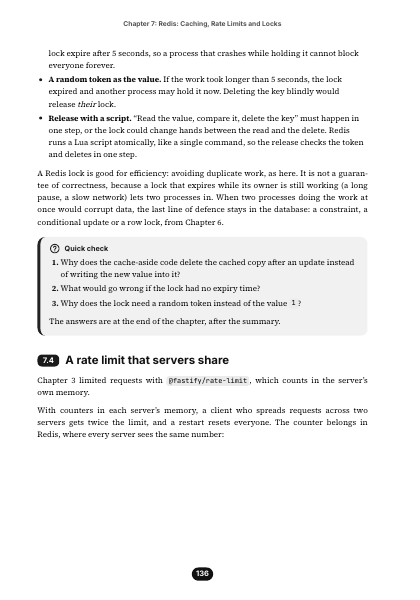 Chapter 7: Redis: Caching, Rate Limits and Locks
lock expire after 5 seconds, so a process that crashes while holding it cannot block
everyone forever.
• A random token as the value. If the work took longer than 5 seconds, the lock
expired and another process may hold it now. Deleting the key blindly would
release their lock.
• Release with a script. “Read the value, compare it, delete the key” must happen in
one step, or the lock could change hands between the read and the delete. Redis
runs a Lua script atomically, like a single command, so the release checks the token
and deletes in one step.
A Redis lock is good for efficiency: avoiding duplicate work, as here. It is not a guaran-
tee of correctness, because a lock that expires while its owner is still working (a long
pause, a slow network) lets two processes in. When two processes doing the work at
once would corrupt data, the last line of defence stays in the database: a constraint, a
conditional update or a row lock, from Chapter 6.
? Quick check
1. Why does the cache-aside code delete the cached copy after an update instead
of writing the new value into it?
2. What would go wrong if the lock had no expiry time?
3. Why does the lock need a random token instead of the value 1 ?
The answers are at the end of the chapter, after the summary.
7.4 A rate limit that servers share
Chapter 3 limited requests with @fastify/rate-limit, which counts in the server’s
own memory.
With counters in each server’s memory, a client who spreads requests across two
servers gets twice the limit, and a restart resets everyone. The counter belongs in
Redis, where every server sees the same number:
136